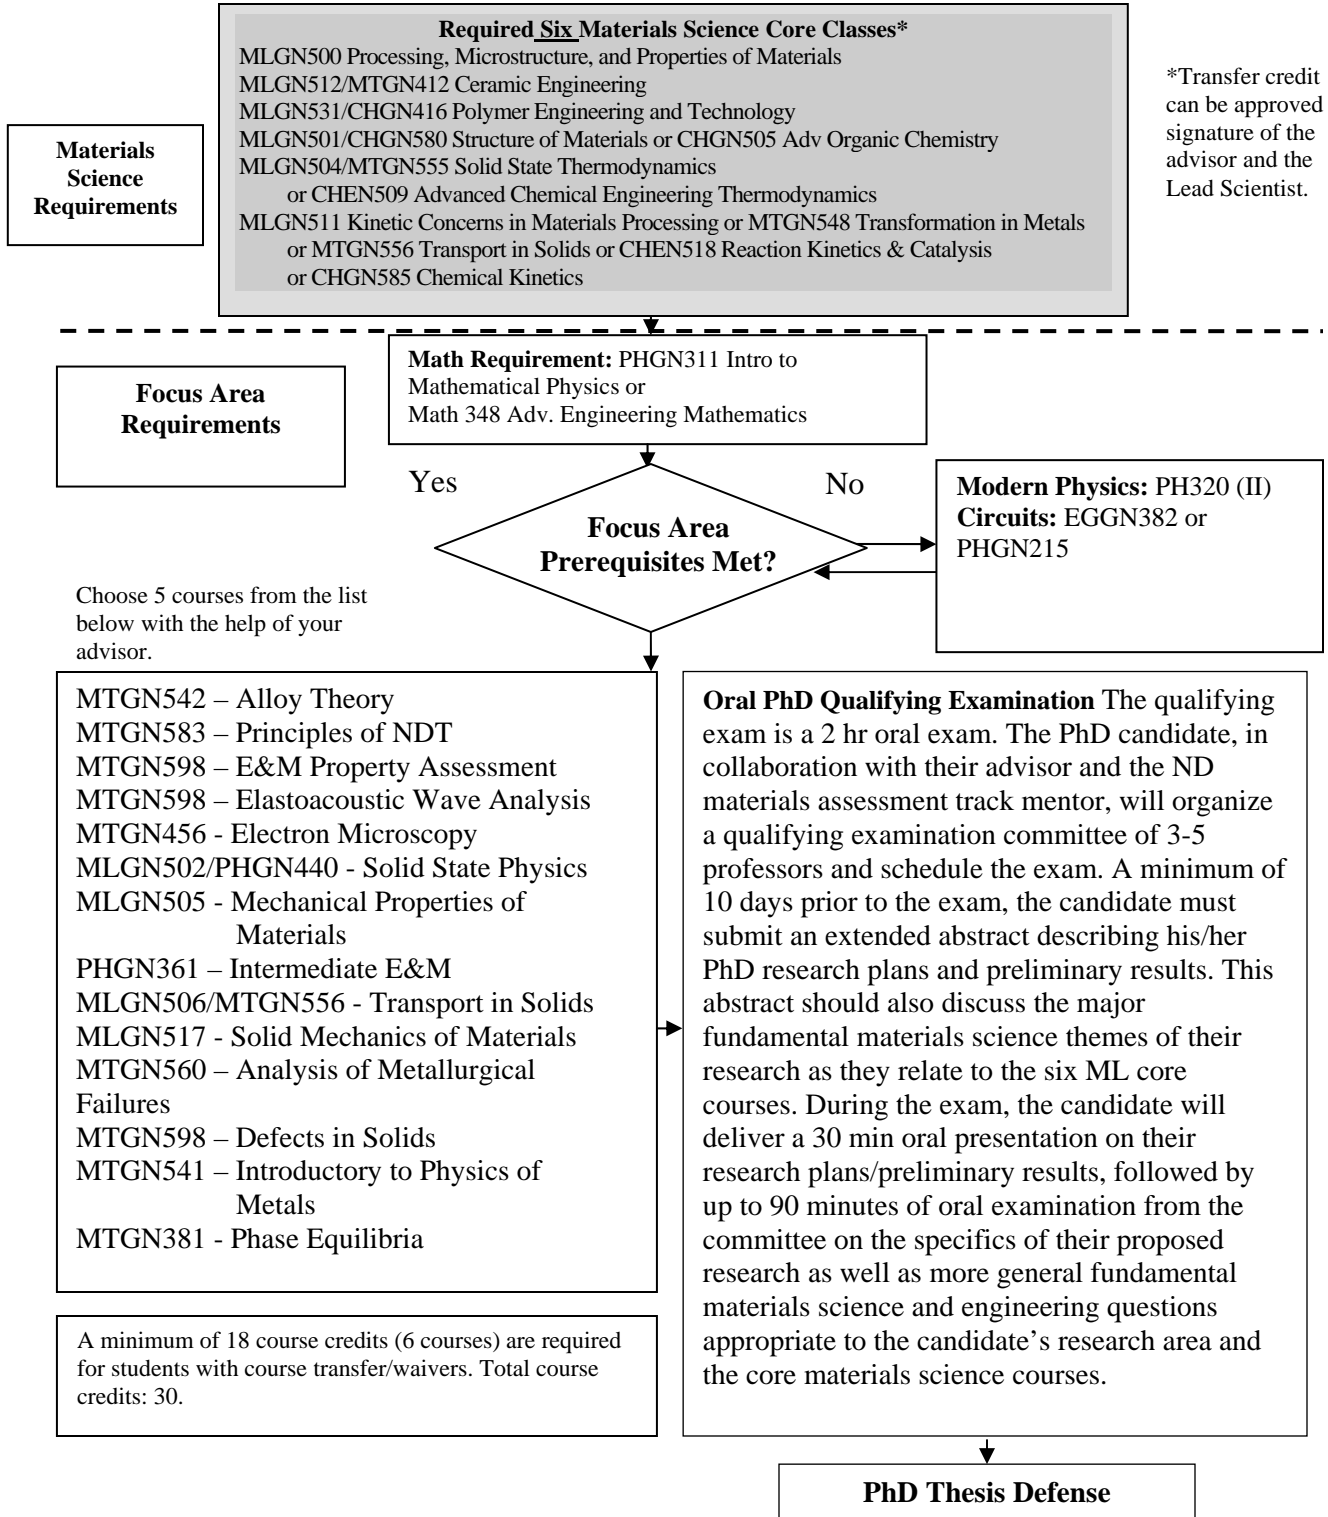 Required Six Materials Science Core Classes*
MLGN500 Processing, Microstructure, and Properties of Materials
MLGN512/MTGN412 Ceramic Engineering
MLGN531/CHGN416 Polymer Engineering and Technology
MLGN501/CHGN580 Structure of Materials or CHGN505 Adv Organic Chemistry
MLGN504/MTGN555 Solid State Thermodynamics
or CHEN509 Advanced Chemical Engineering Thermodynamics
MLGN511 Kinetic Concerns in Materials Processing or MTGN548 Transformation in Metals
or MTGN556 Transport in Solids or CHEN518 Reaction Kinetics & Catalysis
or CHGN585 Chemical Kinetics
*Transfer credit
can be approved
signature of the
advisor and the
Lead Scientist.
Materials
Science
Requirements
Math Requirement: PHGN311 Intro to
Mathematical Physics or
Math 348 Adv. Engineering Mathematics
Focus Area
Requirements
Yes
No
Focus Area
Prerequisites Met?
Modern Physics: PH320 (II)
Circuits: EGGN382 or
PHGN215
Choose 5 courses from the list
below with the help of your
advisor.
MTGN542 – Alloy Theory
MTGN583 – Principles of NDT
MTGN598 – E&M Property Assessment
MTGN598 – Elastoacoustic Wave Analysis
MTGN456 - Electron Microscopy
MLGN502/PHGN440 - Solid State Physics
MLGN505 - Mechanical Properties of
Materials
PHGN361 – Intermediate E&M
MLGN506/MTGN556 - Transport in Solids
MLGN517 - Solid Mechanics of Materials
MTGN560 – Analysis of Metallurgical
Failures
MTGN598 – Defects in Solids
MTGN541 – Introductory to Physics of
Metals
MTGN381 - Phase Equilibria
A minimum of 18 course credits (6 courses) are required
for students with course transfer/waivers. Total course
credits: 30.
Oral PhD Qualifying Examination The qualifying
exam is a 2 hr oral exam. The PhD candidate, in
collaboration with their advisor and the ND
materials assessment track mentor, will organize
a qualifying examination committee of 3-5
professors and schedule the exam. A minimum of
10 days prior to the exam, the candidate must
submit an extended abstract describing his/her
PhD research plans and preliminary results. This
abstract should also discuss the major
fundamental materials science themes of their
research as they relate to the six ML core
courses. During the exam, the candidate will
deliver a 30 min oral presentation on their
research plans/preliminary results, followed by
up to 90 minutes of oral examination from the
committee on the specifics of their proposed
research as well as more general fundamental
materials science and engineering questions
appropriate to the candidate's research area and
the core materials science courses.
PhD Thesis Defense